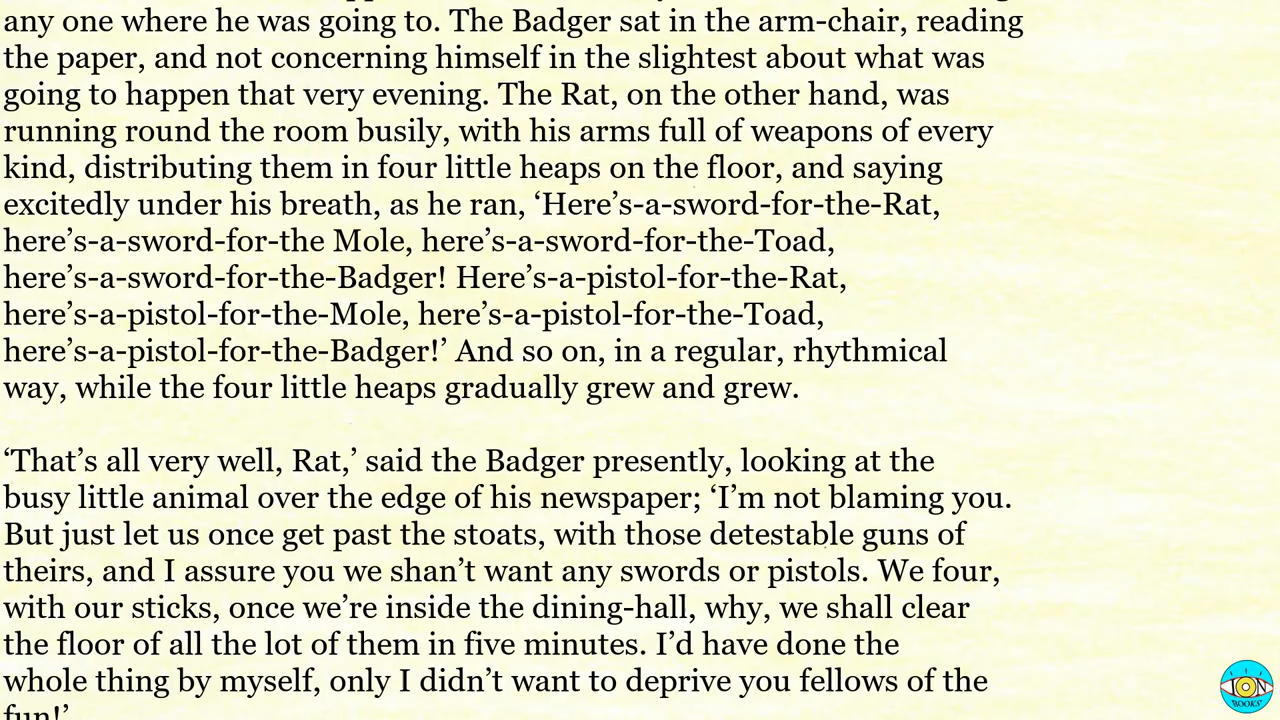 any one where he was going to. The Badger sat in the arm-chair, reading
the paper, and not concerning himself in the slightest about what was
going to happen that very evening. The Rat, on the other hand, was
running round the room busily, with his arms full of weapons of every
kind, distributing them in four little heaps on the floor, and saying
excitedly under his breath, as he ran, ‘Here’s-a-sword-for-the-Rat,
here’s-a-sword-for-the Mole, here’s-a-sword-for-the-Toad,
here’s-a-sword-for-the-Badger! Here’s-a-pistol-for-the-Rat,
here’s-a-pistol-for-the-Mole, here’s-a-pistol-for-the-Toad,
here’s-a-pistol-for-the-Badger!’ And so on, in a regular, rhythmical
way, while the four little heaps gradually grew and grew.
‘That’s all very well, Rat,’ said the Badger presently, looking at the
busy little animal over the edge of his newspaper; ‘I’m not blaming you.
But just let us once get past the stoats, with those detestable guns of
theirs, and I assure you we shan’t want any swords or pistols. We four,
with our sticks, once we’re inside the dining-hall, why, we shall clear
the floor of all the lot of them in five minutes. I’d have done the
whole thing by myself, only I didn’t want to deprive you fellows of the
fun!’
ION
BOOKS